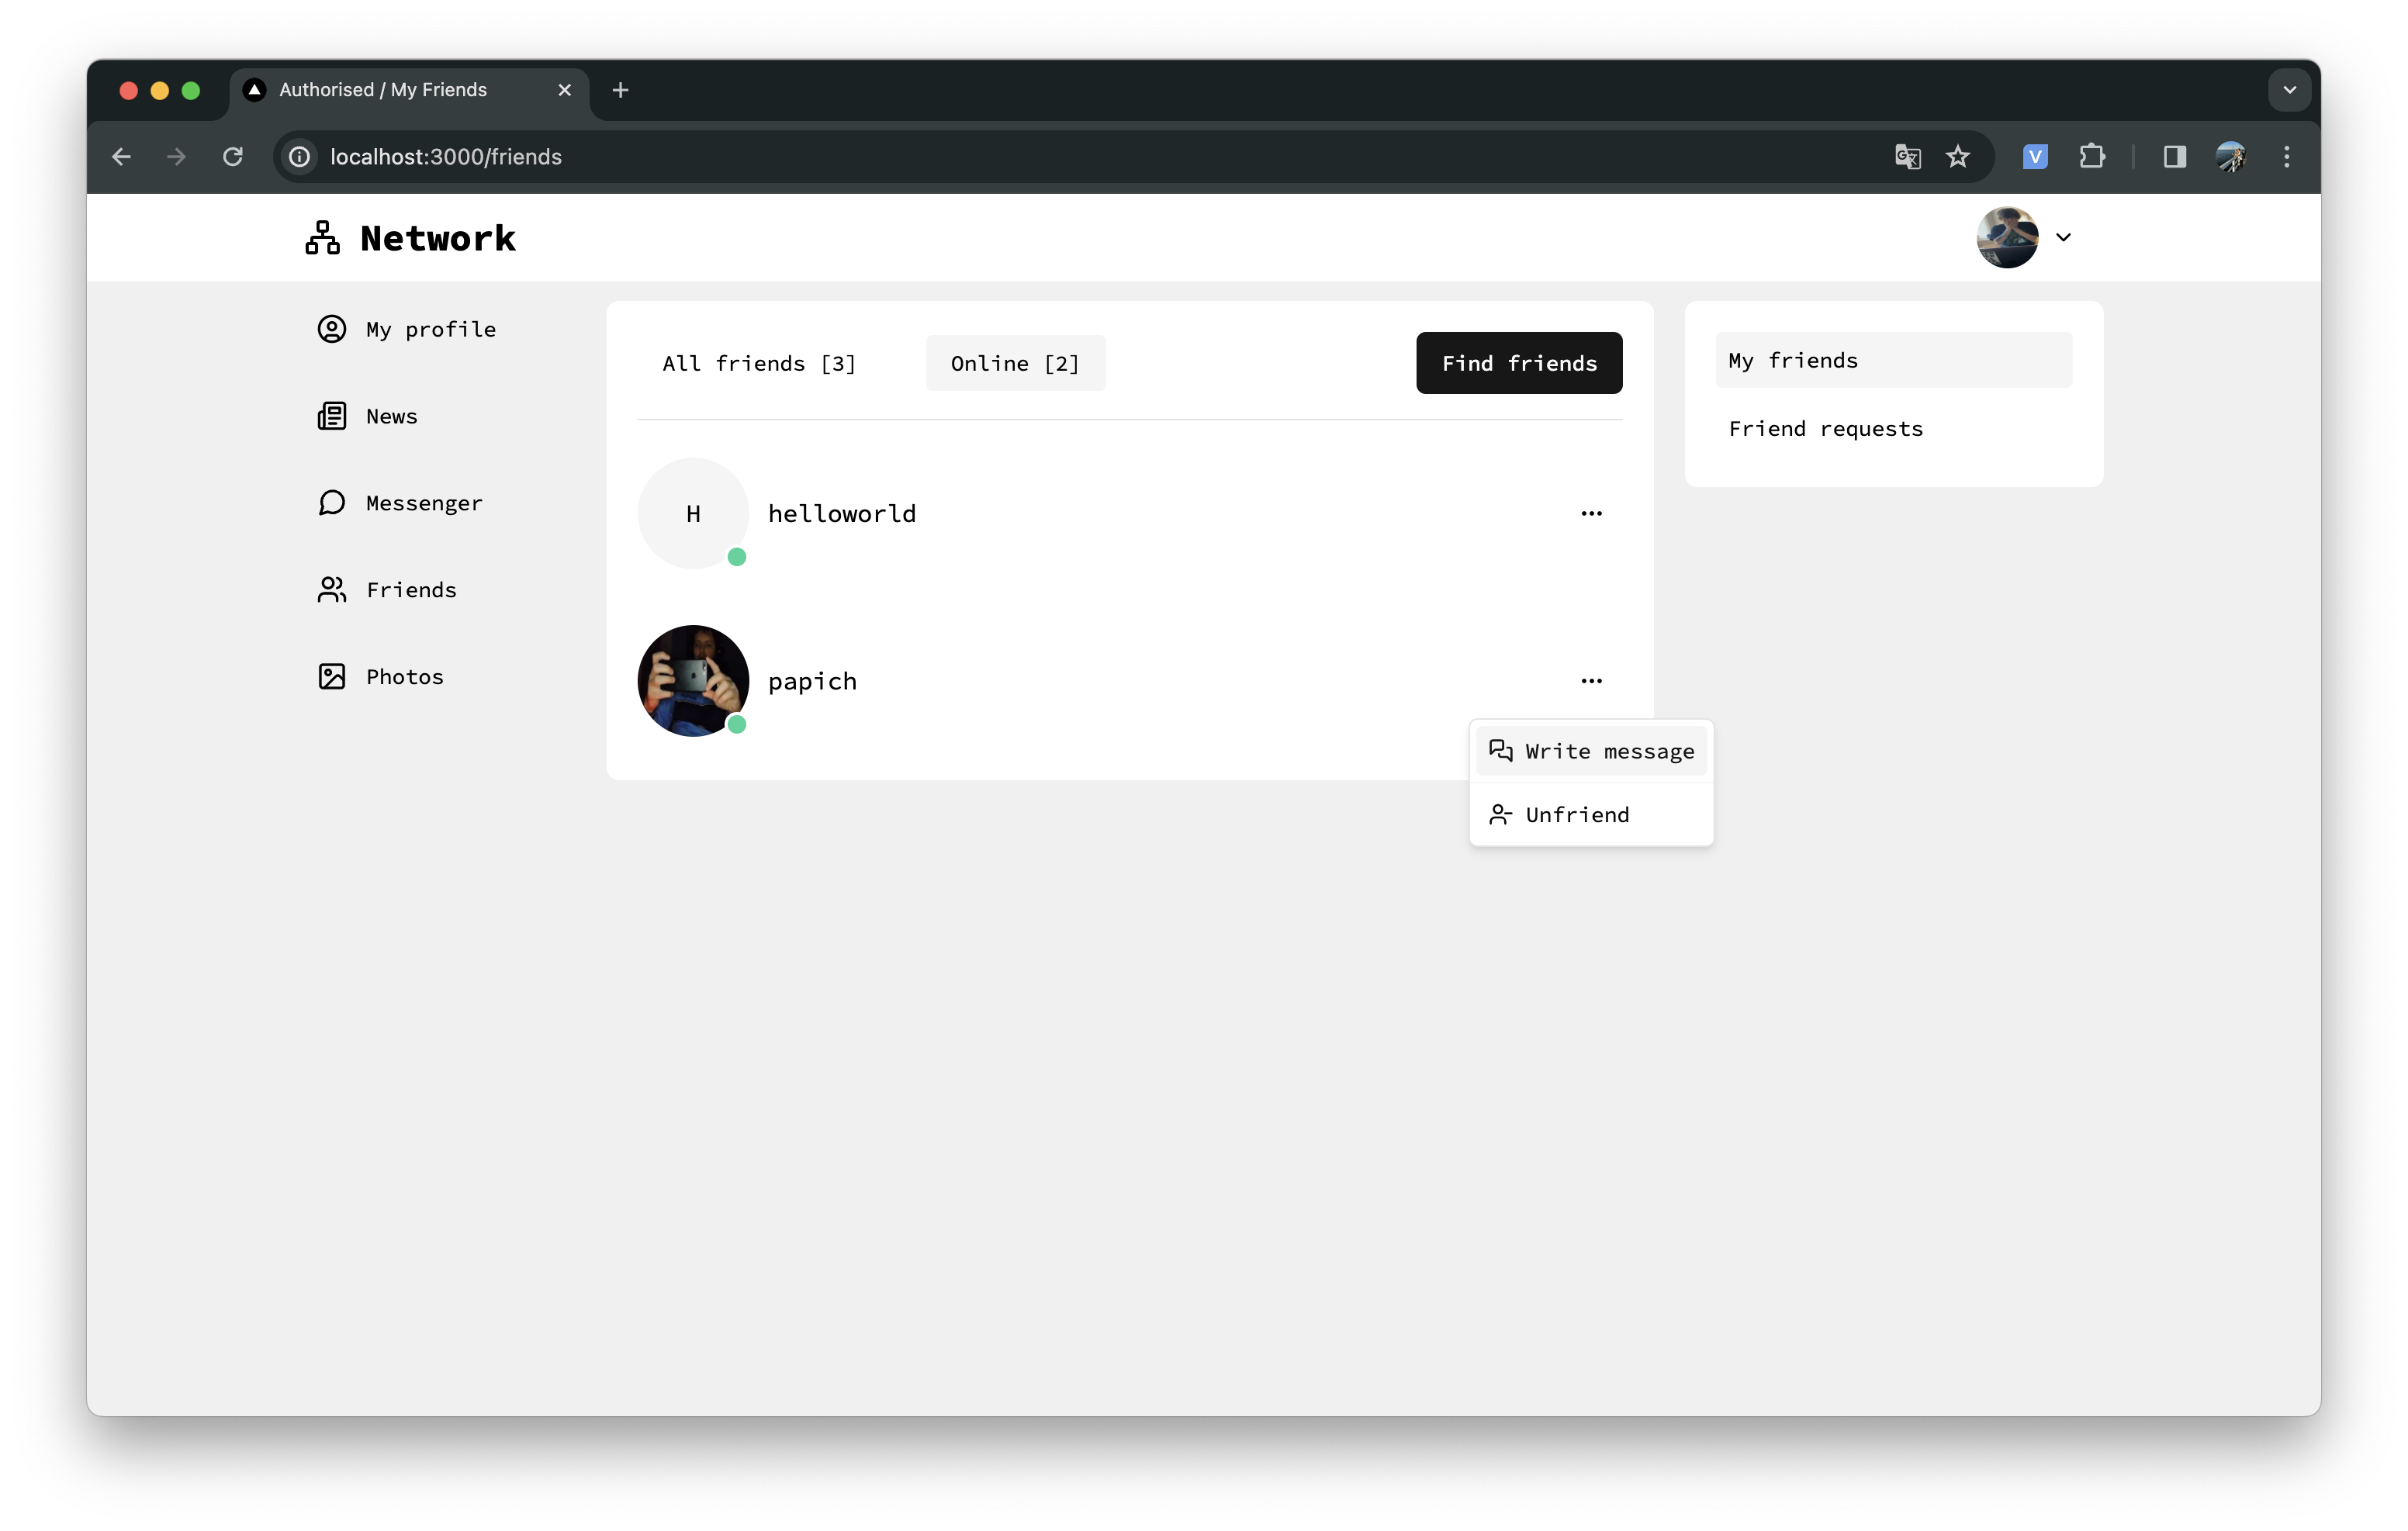 Authorised / My Friends
localhost:3000/friends
V
Network
My profile
News
Messenger
Friends
Photos
All friends [3]
Online [2]
Find friends
H
helloworld
papich
Write message
Unfriend
My friends
Friend requests